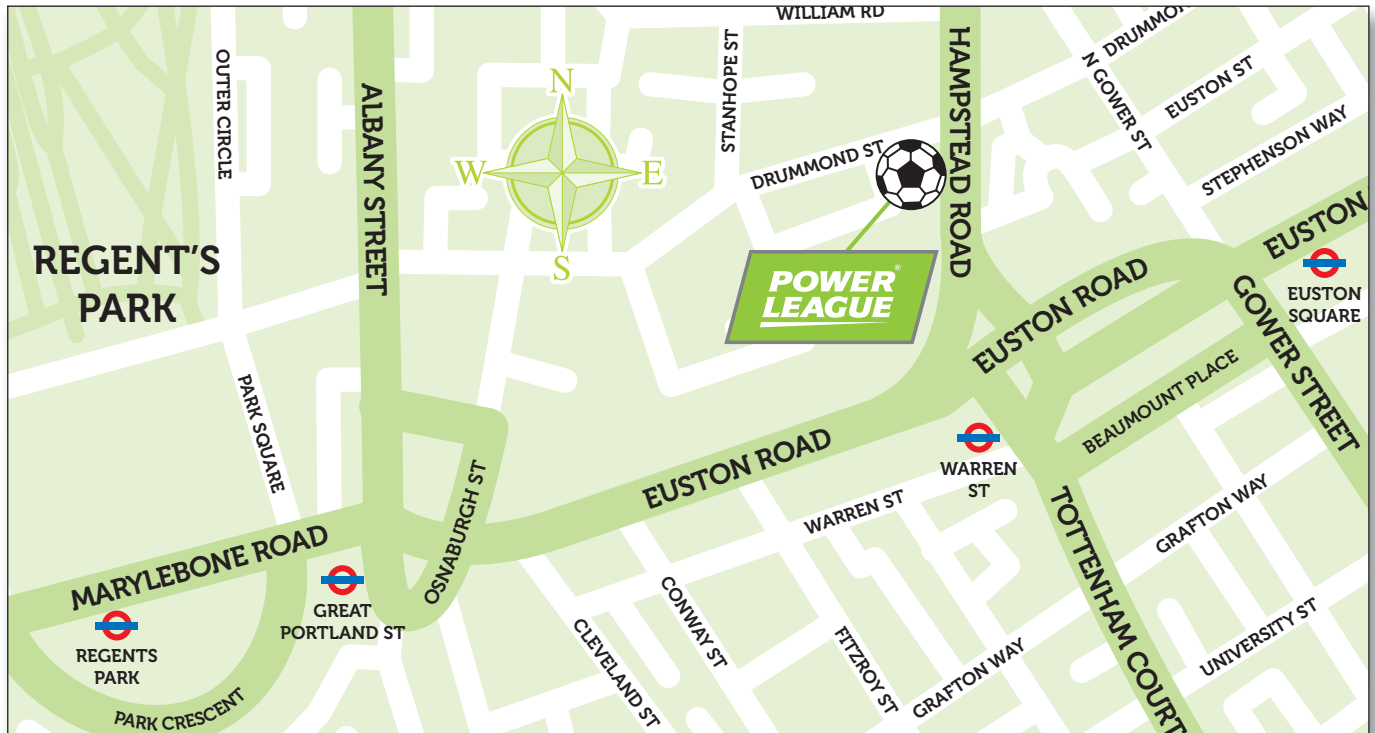 WILLIAM RD
DRUMMO
HAMPSTEAD ROAD
STANHOPE ST
N GOWER ST
EUSTON ST
OUTER CIRCLE
ALBANY STREET
N
W
E
S
DRUMMOND ST
STEPHENSON WAY
EUSTON
REGENT'S
PARK
POWER®
LEAGUE
EUSTON ROAD
EUSTON
SQUARE
GOWER STREET
PARK SQUARE
BEAUMOUNT PLACE
EUSTON ROAD
WARREN
ST
OSNABURGH ST
WARREN ST
GRAFTON WAY
MARYLEBONE ROAD
TOTTENHAM COURT
GREAT
PORTLAND ST
REGENTS
PARK
CONWAY ST
CLEVELAND ST
FITZROY ST
GRAFTON WAY
UNIVERSITY ST
PARK CRESCENT